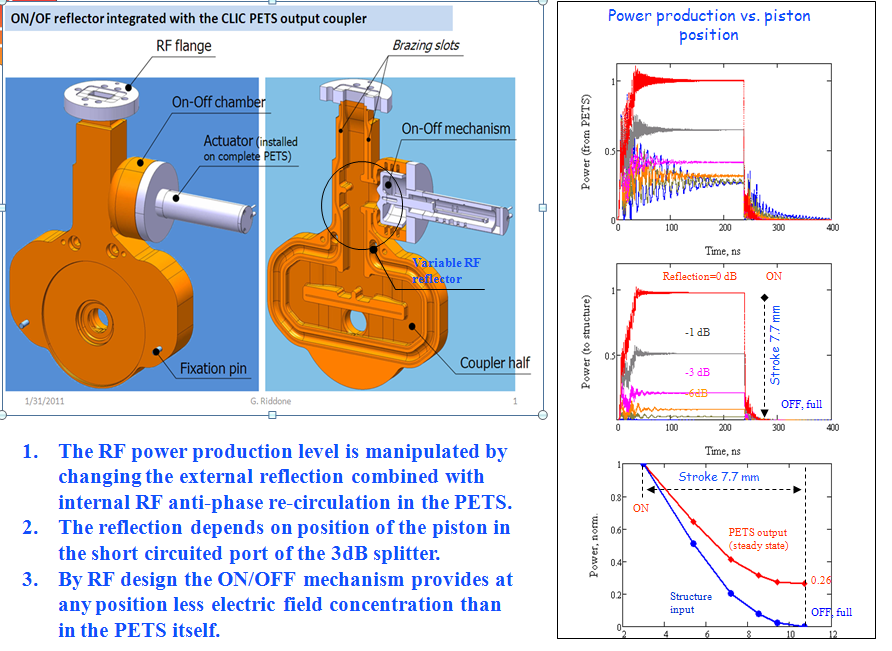 ON/OF reflector integrated with the CLIC PETS output coupler
RF flange
Brazing slots
On-Off chamber
On-Off mechanism
Actuator (installed
on complete PETS)
Variable RF
reflector
Coupler half
Fixation pin
1/31/2011
G. Riddone
1
1. The RF power production level is manipulated by
changing the external reflection combined with
internal RF anti-phase re-circulation in the PETS.
2. The reflection depends on position of the piston in
the short circuited port of the 3dB splitter.
3. By RF design the ON/OFF mechanism provides at
any position less electric field concentration than
in the PETS itself.
Power production vs. piston
position
Power (from PETS)
1
0.5
0
0 100 200 300 400
Time, ns
Power (to structure)
Reflection=0 dB
ON
1
-1 dB
0.5
-3 dB
-6dB
Stroke 7.7 mm
OFF, full
0 100 200 300 400
Time, ns
Power, norm.
1
Stroke 7.7 mm
0.8
ON
0.6
PETS output
(steady state)
0.4
0.26
0.2
Structure
input
OFF, full
0
2 4 6 8 10 12